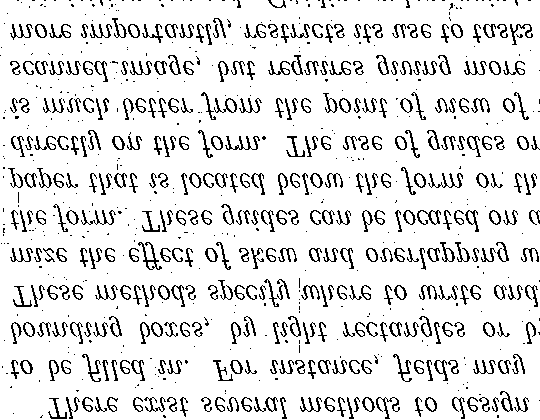 There exist several methods to design
to be filled in. For instance, fields may
bounding boxes, by light rectangles or b
These methods specify where to write and
mize the effect of skew and overlapping w
the form. These guides can be located on a
paper that is located below the form or th
directly on the form. The use of guides on
is much better from the point of view of
scanned image, but requires giving more
more importantly, restricts its use to tasks